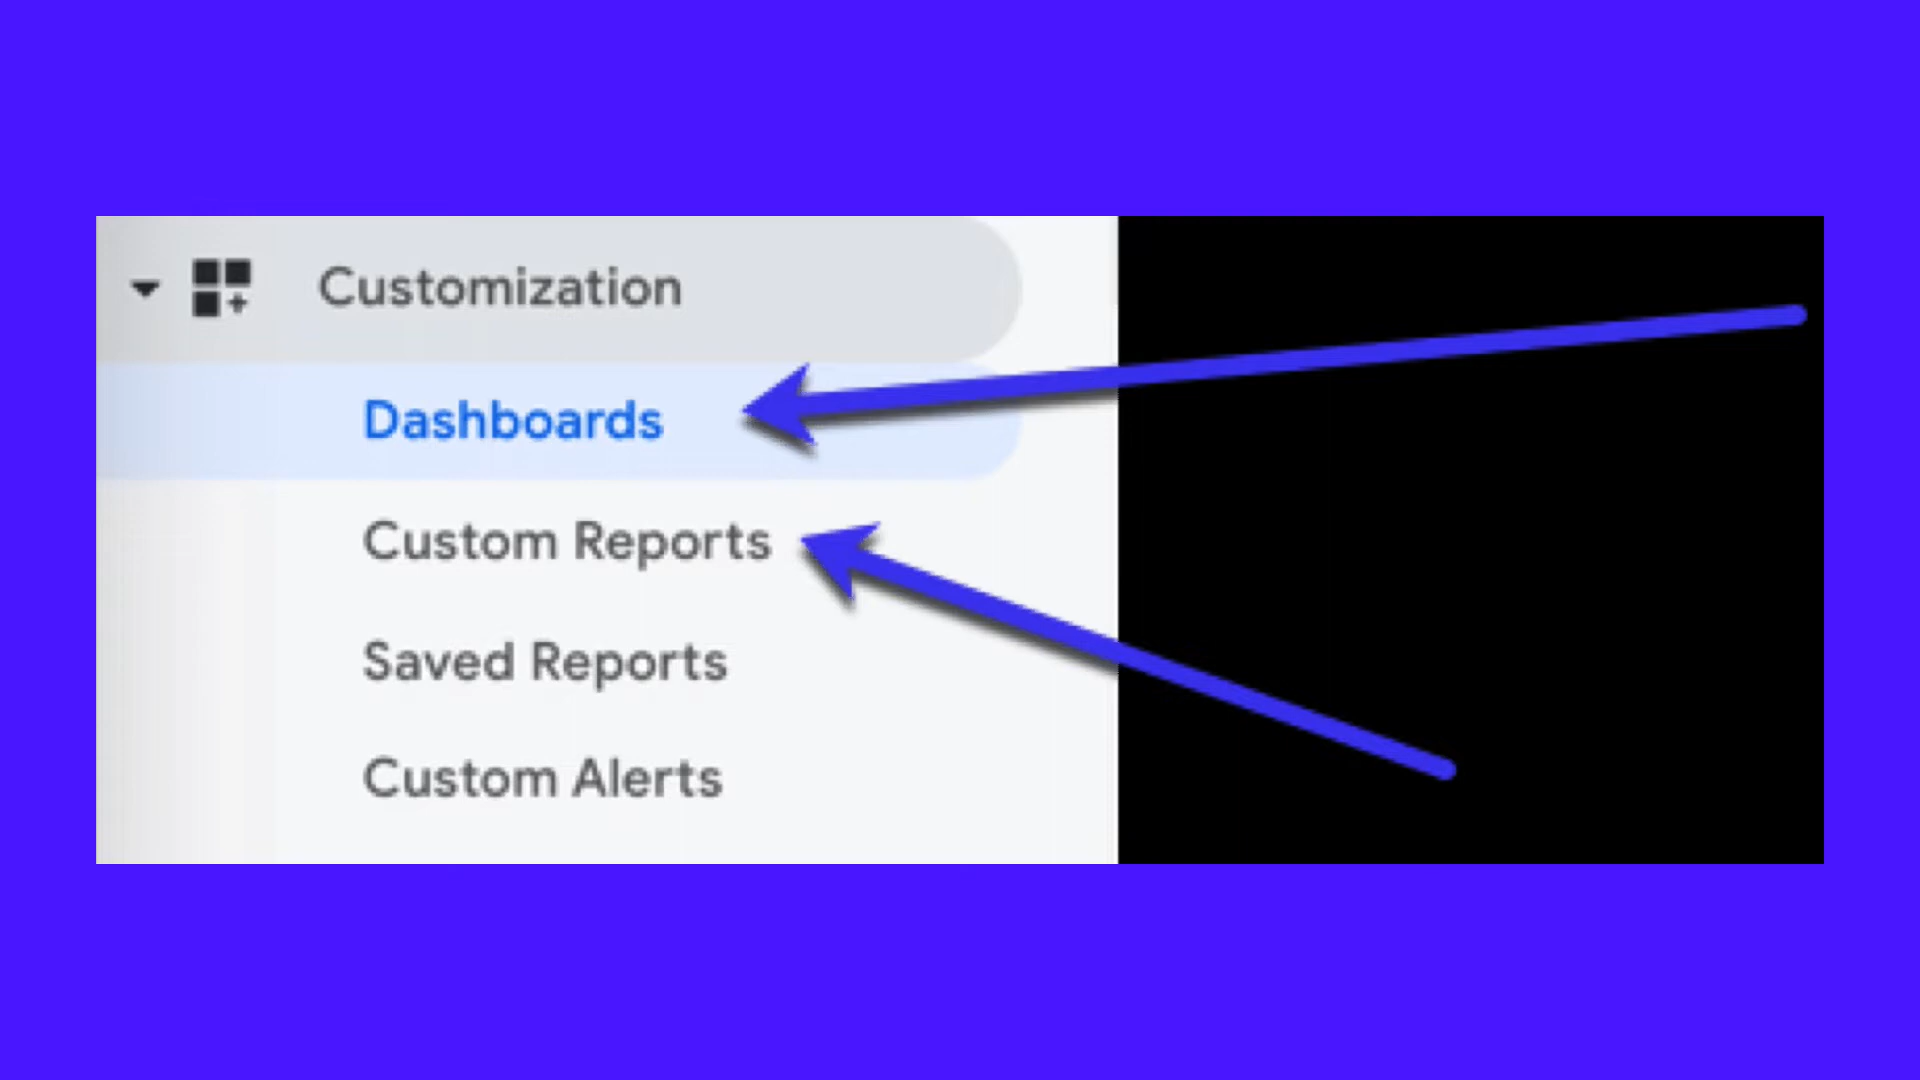 Customization
Dashboards
Custom Reports
Saved Reports
Custom Alerts